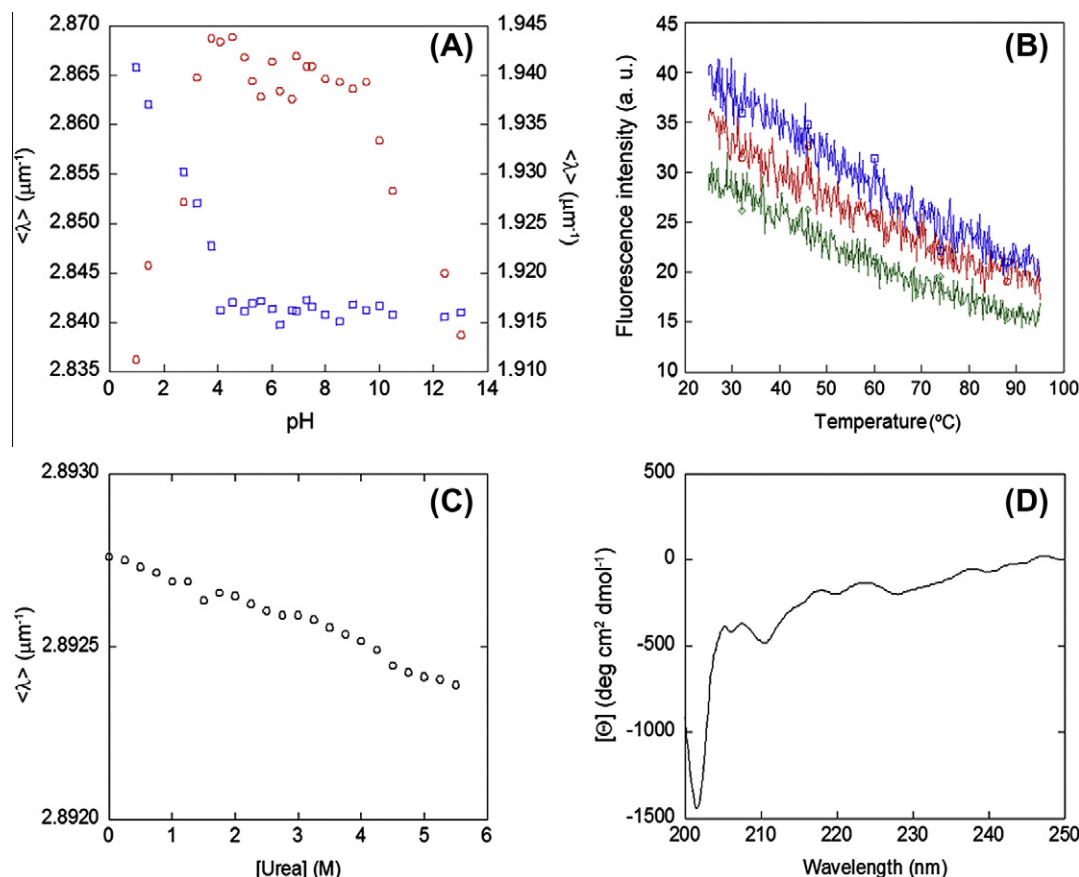 (A)
2.870
2.865
2.860
2.855
2.850
2.845
2.840
2.835
<λ> (μm⁻¹)
1.945
1.940
1.935
1.930
1.925
1.920
1.915
1.910
<λ> (μm⁻¹)
0 2 4 6 8 10 12 14
pH
(B)
45
40
35
30
25
20
15
10
Fluorescence intensity (a. u.)
20 30 40 50 60 70 80 90 100
Temperature (ºC)
(C)
2.8930
2.8925
2.8920
<λ> (μm⁻¹)
0 1 2 3 4 5 6
[Urea] (M)
(D)
500
0
-500
-1000
-1500
[Θ] (deg cm² dmol⁻¹)
200 210 220 230 240 250
Wavelength (nm)